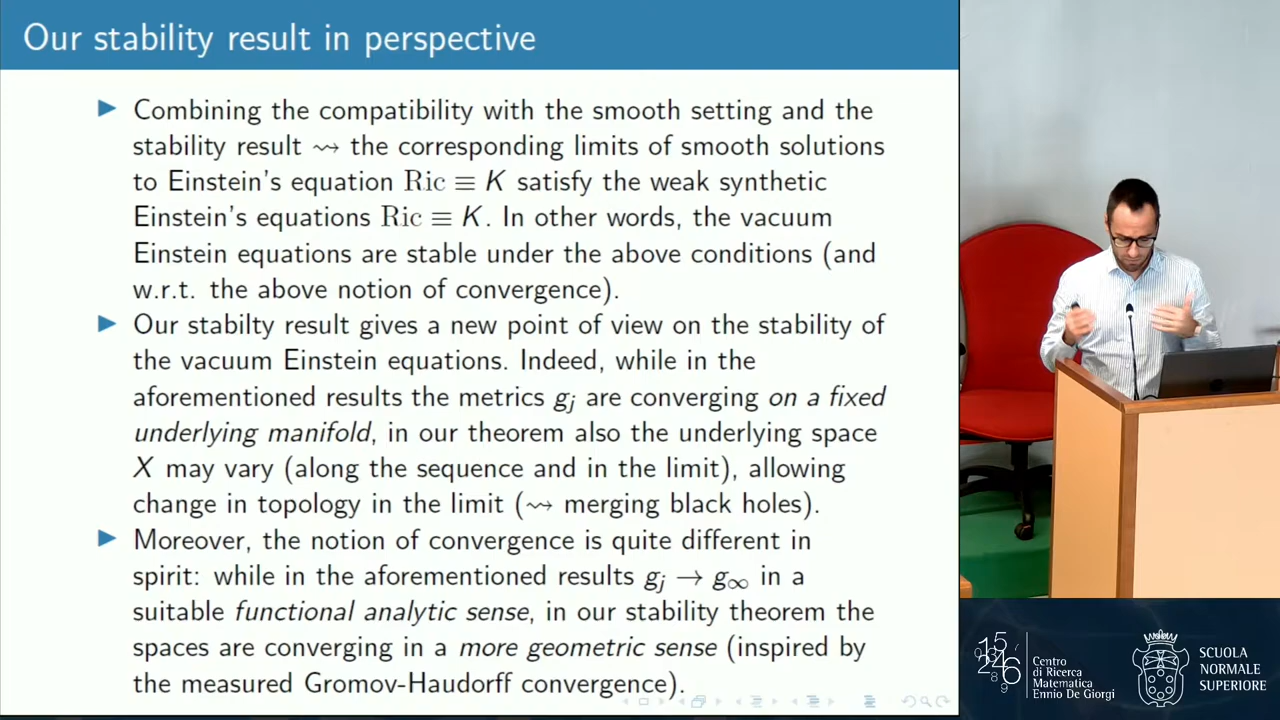 Our stability result in perspective
Combining the compatibility with the smooth setting and the
stability result ⇝ the corresponding limits of smooth solutions
to Einstein's equation Ric ≡ K satisfy the weak synthetic
Einstein's equations Ric ≡ K. In other words, the vacuum
Einstein equations are stable under the above conditions (and
w.r.t. the above notion of convergence).
Our stabilty result gives a new point of view on the stability of
the vacuum Einstein equations. Indeed, while in the
aforementioned results the metrics gⱼ are converging on a fixed
underlying manifold, in our theorem also the underlying space
X may vary (along the sequence and in the limit), allowing
change in topology in the limit (⇝ merging black holes).
Moreover, the notion of convergence is quite different in
spirit: while in the aforementioned results gⱼ → g∞ in a
suitable functional analytic sense, in our stability theorem the
spaces are converging in a more geometric sense (inspired by
the measured Gromov-Haudorff convergence).
Centro
di Ricerca
Matematica
Ennio De Giorgi
SCUOLA
NORMALE
SUPERIORE